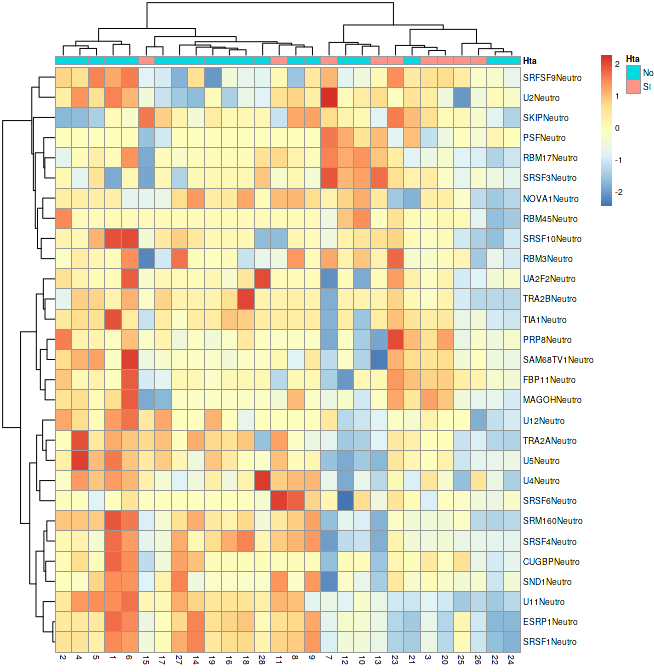 Hta
Hta
No
SI
2
1
0
-1
-2
SRFSF9Neutro
U2Neutro
SKIPNeutro
PSFNeutro
RBM17Neutro
SRSF3Neutro
NOVA1Neutro
RBM45Neutro
SRSF10Neutro
RBM3Neutro
UA2F2Neutro
TRA2BNeutro
TIA1Neutro
PRP8Neutro
SAM68TV1Neutro
FBP11Neutro
MAGOHNeutro
U12Neutro
TRA2ANeutro
U5Neutro
U4Neutro
SRSF6Neutro
SRM160Neutro
SRSF4Neutro
CUGBPNeutro
SND1Neutro
U11Neutro
ESRP1Neutro
SRSF1Neutro
2 4 5 1 6 15 17 27 14 19 16 18 28 11 8 9 7 12 10 13 23 21 3 20 25 26 22 24